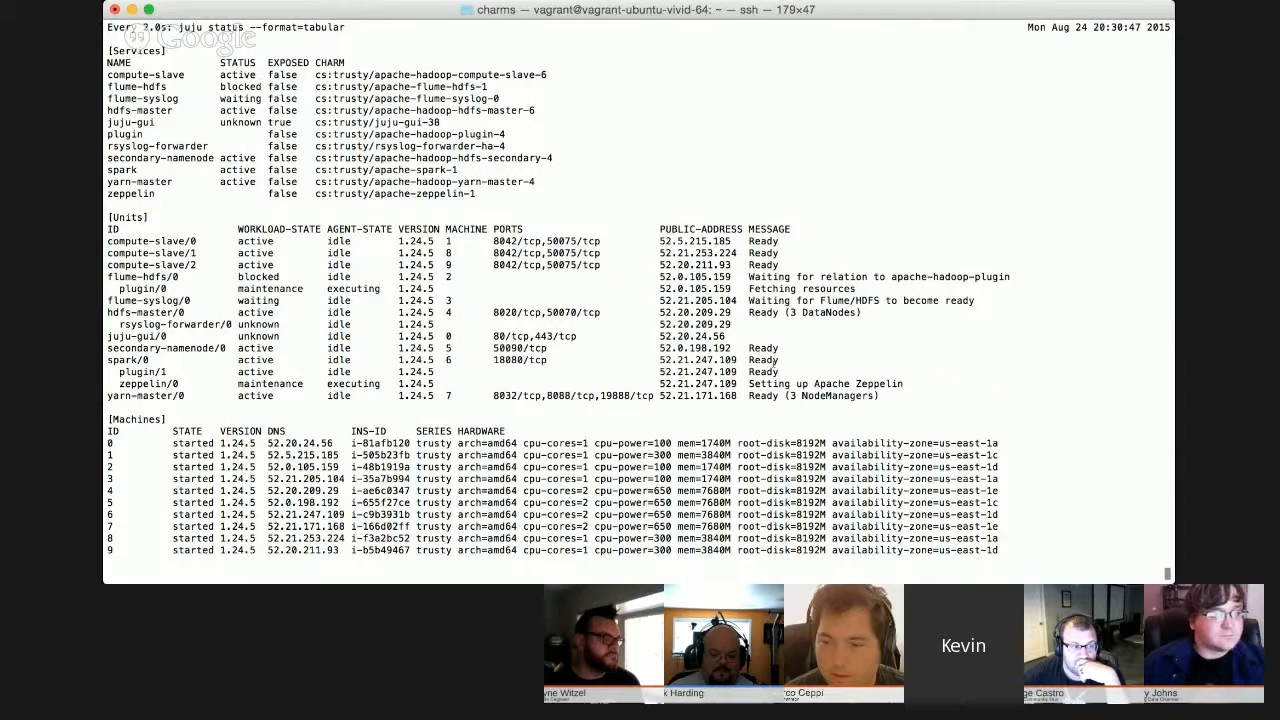 charms — vagrant@vagrant-ubuntu-vivid-64: ~ — ssh — 179×47
Every 2.0s: juju status --format=tabular Mon Aug 24 20:30:47 2015
Google
[Services]
NAME STATUS EXPOSED CHARM
compute-slave active false cs:trusty/apache-hadoop-compute-slave-6
flume-hdfs blocked false cs:trusty/apache-flume-hdfs-1
flume-syslog waiting false cs:trusty/apache-flume-syslog-0
hdfs-master active false cs:trusty/apache-hadoop-hdfs-master-6
juju-gui unknown true cs:trusty/juju-gui-38
plugin false cs:trusty/apache-hadoop-plugin-4
rsyslog-forwarder false cs:trusty/rsyslog-forwarder-ha-4
secondary-namenode active false cs:trusty/apache-hadoop-hdfs-secondary-4
spark active false cs:trusty/apache-spark-1
yarn-master active false cs:trusty/apache-hadoop-yarn-master-4
zeppelin false cs:trusty/apache-zeppelin-1
[Units]
ID WORKLOAD-STATE AGENT-STATE VERSION MACHINE PORTS PUBLIC-ADDRESS MESSAGE
compute-slave/0 active idle 1.24.5 1 8042/tcp,50075/tcp 52.5.215.185 Ready
compute-slave/1 active idle 1.24.5 8 8042/tcp,50075/tcp 52.21.253.224 Ready
compute-slave/2 active idle 1.24.5 9 8042/tcp,50075/tcp 52.20.211.93 Ready
flume-hdfs/0 blocked idle 1.24.5 2 52.0.105.159 Waiting for relation to apache-hadoop-plugin
plugin/0 maintenance executing 1.24.5 52.0.105.159 Fetching resources
flume-syslog/0 waiting idle 1.24.5 3 52.21.205.104 Waiting for Flume/HDFS to become ready
hdfs-master/0 active idle 1.24.5 4 8020/tcp,50070/tcp 52.20.209.29 Ready (3 DataNodes)
rsyslog-forwarder/0 unknown idle 1.24.5 52.20.209.29
juju-gui/0 unknown idle 1.24.5 0 80/tcp,443/tcp 52.20.24.56
secondary-namenode/0 active idle 1.24.5 5 50090/tcp 52.0.198.192 Ready
spark/0 active idle 1.24.5 6 18080/tcp 52.21.247.109 Ready
plugin/1 active idle 1.24.5 52.21.247.109 Ready
zeppelin/0 maintenance executing 1.24.5 52.21.247.109 Setting up Apache Zeppelin
yarn-master/0 active idle 1.24.5 7 8032/tcp,8088/tcp,19888/tcp 52.21.171.168 Ready (3 NodeManagers)
[Machines]
ID STATE VERSION DNS INS-ID SERIES HARDWARE
0 started 1.24.5 52.20.24.56 i-81afb120 trusty arch=amd64 cpu-cores=1 cpu-power=100 mem=1740M root-disk=8192M availability-zone=us-east-1a
1 started 1.24.5 52.5.215.185 i-505b23fb trusty arch=amd64 cpu-cores=1 cpu-power=300 mem=3840M root-disk=8192M availability-zone=us-east-1c
2 started 1.24.5 52.0.105.159 i-48b1919a trusty arch=amd64 cpu-cores=1 cpu-power=100 mem=1740M root-disk=8192M availability-zone=us-east-1d
3 started 1.24.5 52.21.205.104 i-35a7b994 trusty arch=amd64 cpu-cores=1 cpu-power=100 mem=1740M root-disk=8192M availability-zone=us-east-1a
4 started 1.24.5 52.20.209.29 i-ae6c0347 trusty arch=amd64 cpu-cores=2 cpu-power=650 mem=7680M root-disk=8192M availability-zone=us-east-1e
5 started 1.24.5 52.0.198.192 i-655f27ce trusty arch=amd64 cpu-cores=2 cpu-power=650 mem=7680M root-disk=8192M availability-zone=us-east-1c
6 started 1.24.5 52.21.247.109 i-c9b3931b trusty arch=amd64 cpu-cores=2 cpu-power=650 mem=7680M root-disk=8192M availability-zone=us-east-1d
7 started 1.24.5 52.21.171.168 i-166d02ff trusty arch=amd64 cpu-cores=2 cpu-power=650 mem=7680M root-disk=8192M availability-zone=us-east-1e
8 started 1.24.5 52.21.253.224 i-f3a2bc52 trusty arch=amd64 cpu-cores=1 cpu-power=300 mem=3840M root-disk=8192M availability-zone=us-east-1a
9 started 1.24.5 52.20.211.93 i-b5b49467 trusty arch=amd64 cpu-cores=1 cpu-power=300 mem=3840M root-disk=8192M availability-zone=us-east-1d
Kevin
yne Witzel k Harding rco Ceppi ge Castro y Johns